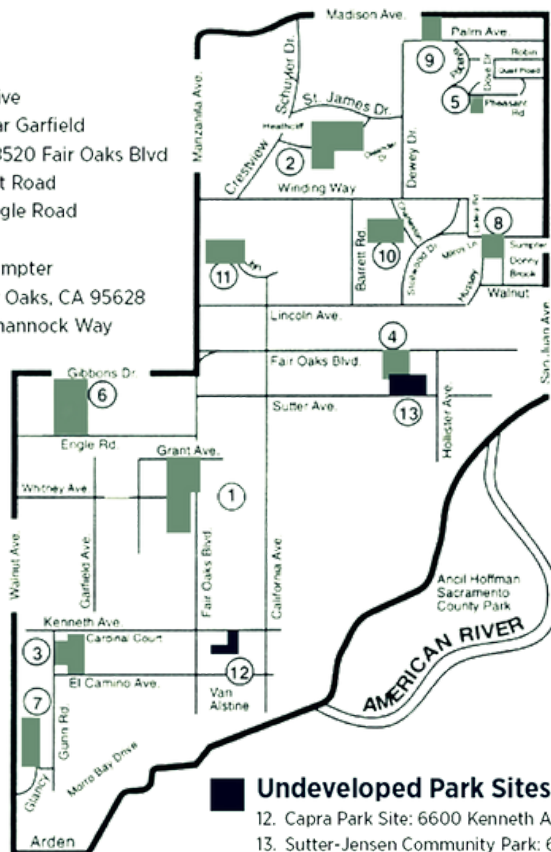 ive
ar Garfield
3520 Fair Oaks Blvd
t Road
gle Road
umpter
Oaks, CA 95628
hannock Way
Madison Ave.
Palm Ave.
9
Robin
Quail Road
Dove Dr.
5
Pheasant
Rd
Manzanita Ave.
Schuyler Dr.
St. James Dr.
Heathcliff
2
Crestview
Winding Way
Dewey Dr.
8
Sumpter
Donny
Brook
Walnut
Hussey
Barrett Rd.
10
11
Jan
Lincoln Ave.
San Juan Ave.
4
Fair Oaks Blvd.
13
Sutter Ave.
Hollister Ave.
Gibbons Dr.
6
Engle Rd.
Grant Ave.
Whitney Ave
1
Walnut Ave.
Garfield Ave.
Fair Oaks Blvd.
California Ave.
Ancil Hoffman
Sacramento
County Park
AMERICAN RIVER
Kenneth Ave.
3
Cardinal Court
12
El Camino Ave.
Van
Alstine
7
Gunn Rd.
Glancy
Morro Bay Drive
Arden
Undeveloped Park Sites
12. Capra Park Site: 6600 Kenneth A
13. Sutter-Jensen Community Park: 6